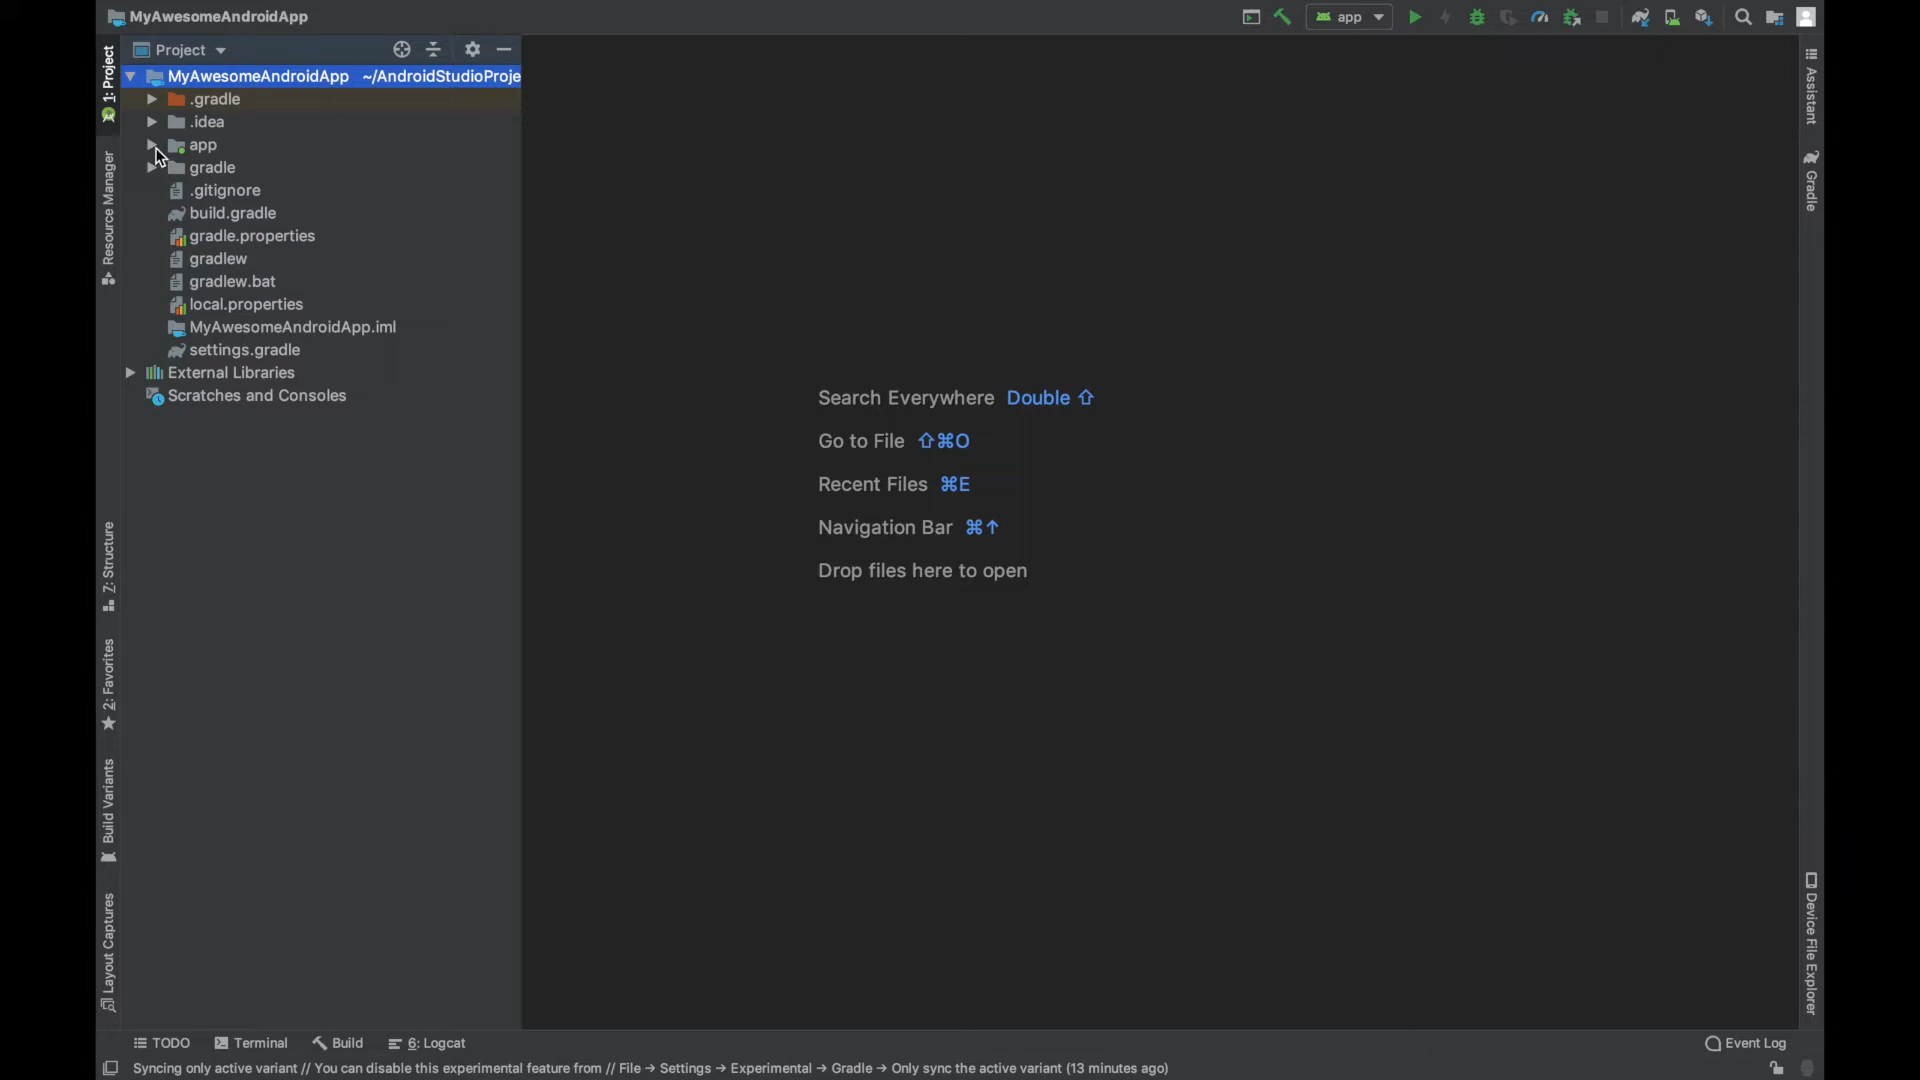 MyAwesomeAndroidApp
app
Project
MyAwesomeAndroidApp ~/AndroidStudioProje
.gradle
.idea
app
gradle
.gitignore
build.gradle
gradle.properties
gradlew
gradlew.bat
local.properties
MyAwesomeAndroidApp.iml
settings.gradle
External Libraries
Scratches and Consoles
1: Project
Resource Manager
7: Structure
2: Favorites
Build Variants
Layout Captures
Search Everywhere Double ⇧
Go to File ⇧⌘O
Recent Files ⌘E
Navigation Bar ⌘↑
Drop files here to open
Assistant
Gradle
Device File Explorer
TODO Terminal Build 6: Logcat Event Log
Syncing only active variant // You can disable this experimental feature from // File → Settings → Experimental → Gradle → Only sync the active variant (13 minutes ago)